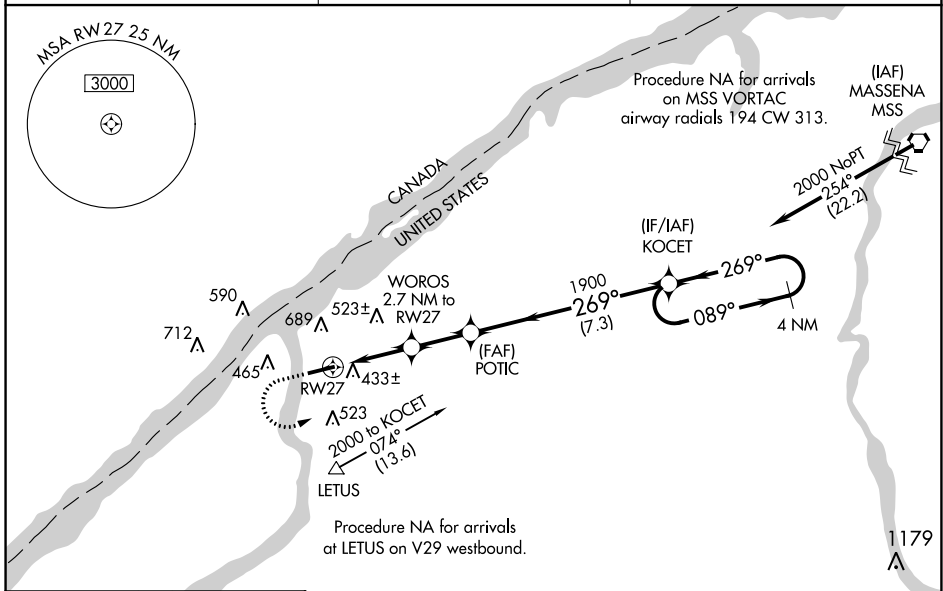 MSA RW27 25 NM
3000
Procedure NA for arrivals
on MSS VORTAC
airway radials 194 CW 313.
(IAF)
MASSENA
MSS
2000 NoPT
254°
(22.2)
CANADA
UNITED STATES
(IF/IAF)
KOCET
269°
089°
4 NM
1900
269°
(7.3)
WOROS
2.7 NM to
RW27
(FAF)
POTIC
590
712
689
523±
465
RW27
433±
523
2000 to KOCET
074°
(13.6)
LETUS
Procedure NA for arrivals
at LETUS on V29 westbound.
1179